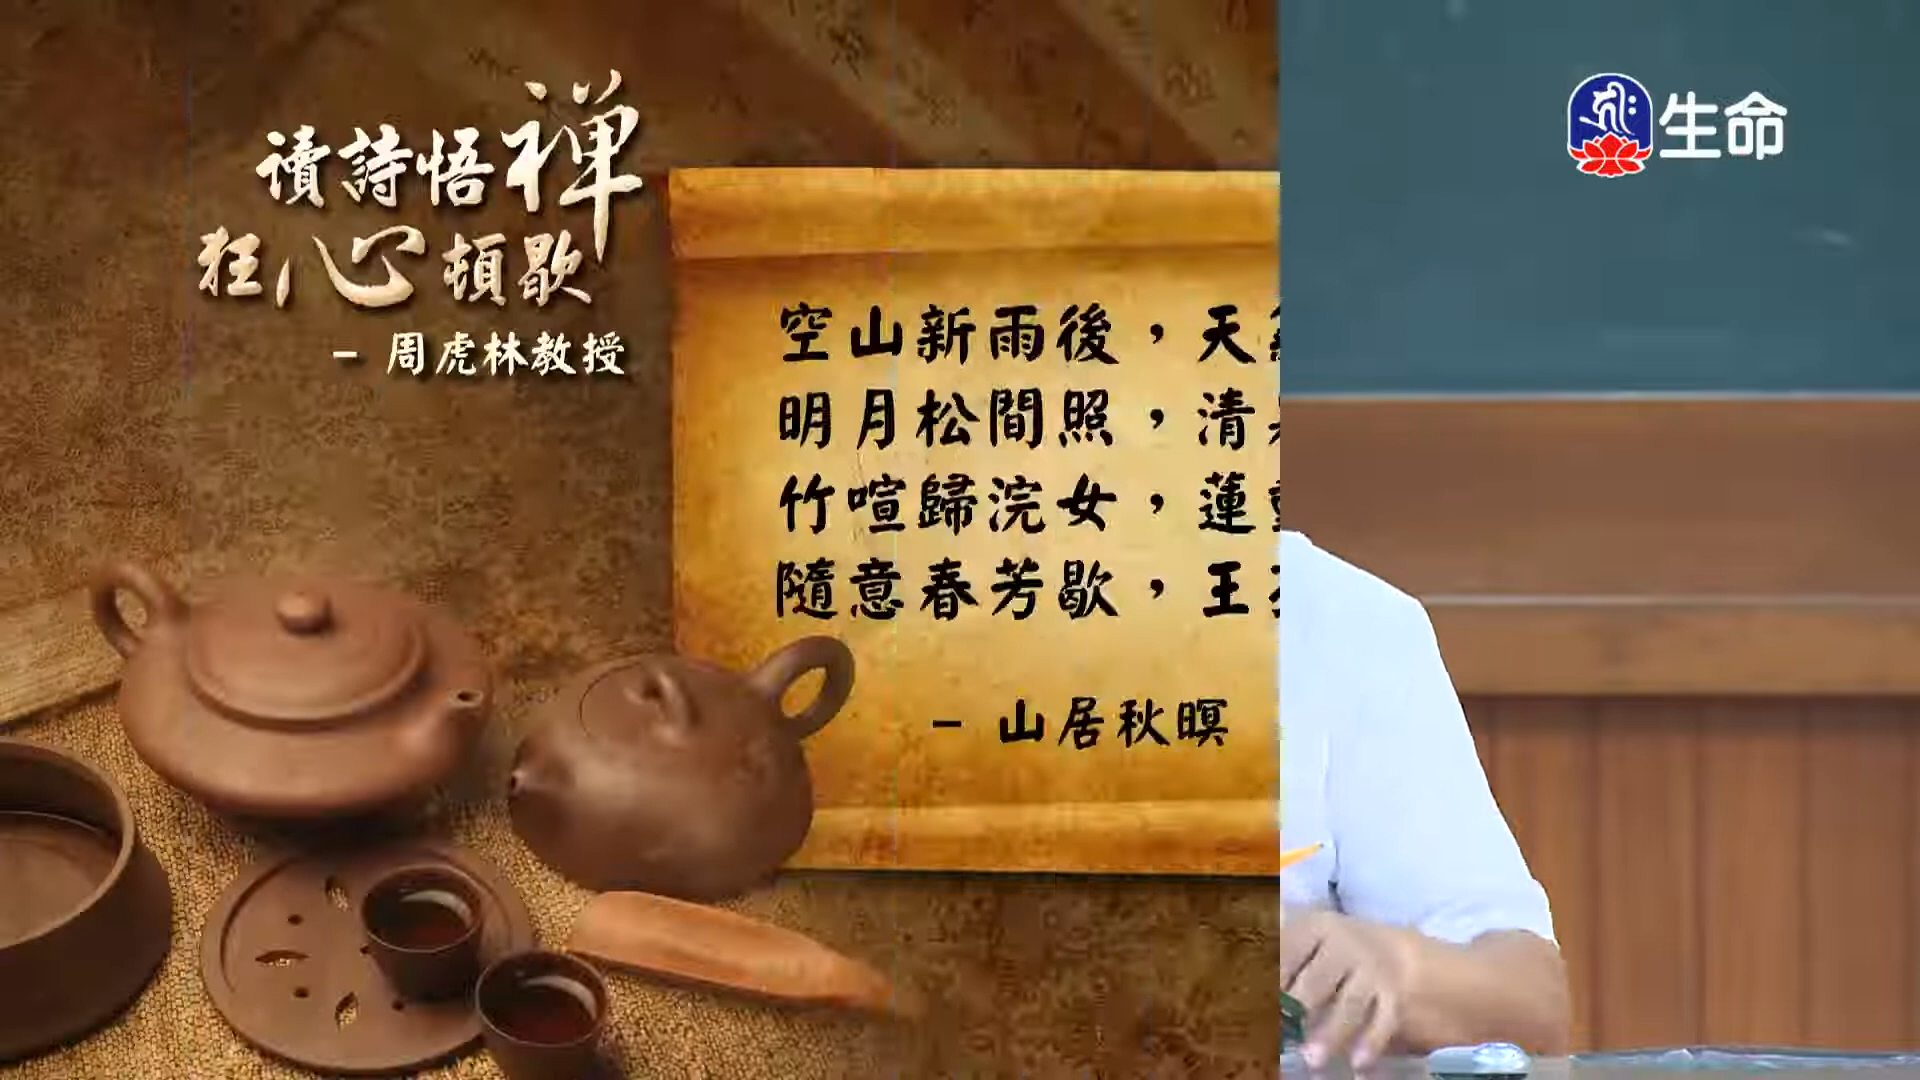 讀詩悟禪
狂心頓歇
- 周虎林教授
空山新雨後，天
明月松間照，清
竹喧歸浣女，蓮
隨意春芳歇，王
- 山居秋暝
生命